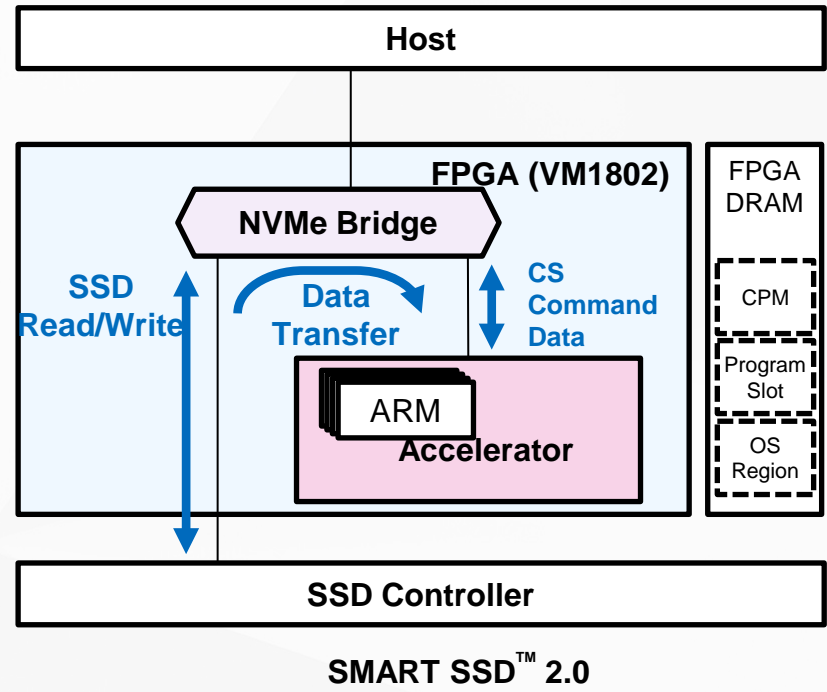 Host
FPGA (VM1802)
NVMe Bridge
SSD
Read/Write
Data
Transfer
CS
Command
Data
ARM
Accelerator
FPGA
DRAM
CPM
Program
Slot
OS
Region
SSD Controller
SMART SSD™ 2.0